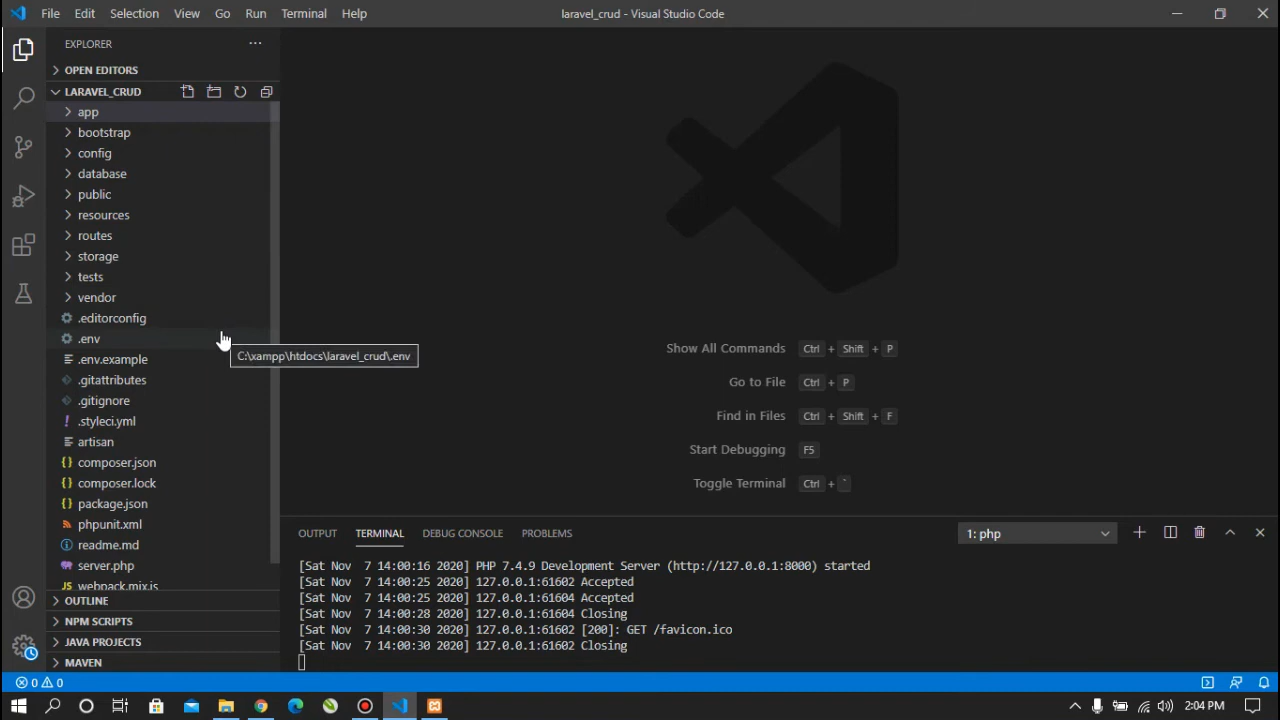 File Edit Selection View Go Run Terminal Help
laravel_crud - Visual Studio Code
EXPLORER
OPEN EDITORS
LARAVEL_CRUD
app
bootstrap
config
database
public
resources
routes
storage
tests
vendor
.editorconfig
.env
C:\xampp\htdocs\laravel_crud\.env
.env.example
.gitattributes
.gitignore
.styleci.yml
artisan
composer.json
composer.lock
package.json
phpunit.xml
readme.md
server.php
webpack.mix.js
OUTLINE
NPM SCRIPTS
JAVA PROJECTS
MAVEN
Show All Commands Ctrl + Shift + P
Go to File Ctrl + P
Find in Files Ctrl + Shift + F
Start Debugging F5
Toggle Terminal Ctrl + `
OUTPUT TERMINAL DEBUG CONSOLE PROBLEMS
1: php
[Sat Nov  7 14:00:16 2020] PHP 7.4.9 Development Server (http://127.0.0.1:8000) started
[Sat Nov  7 14:00:25 2020] 127.0.0.1:61602 Accepted
[Sat Nov  7 14:00:25 2020] 127.0.0.1:61604 Accepted
[Sat Nov  7 14:00:28 2020] 127.0.0.1:61604 Closing
[Sat Nov  7 14:00:30 2020] 127.0.0.1:61602 [200]: GET /favicon.ico
[Sat Nov  7 14:00:30 2020] 127.0.0.1:61602 Closing
0 0
2:04 PM